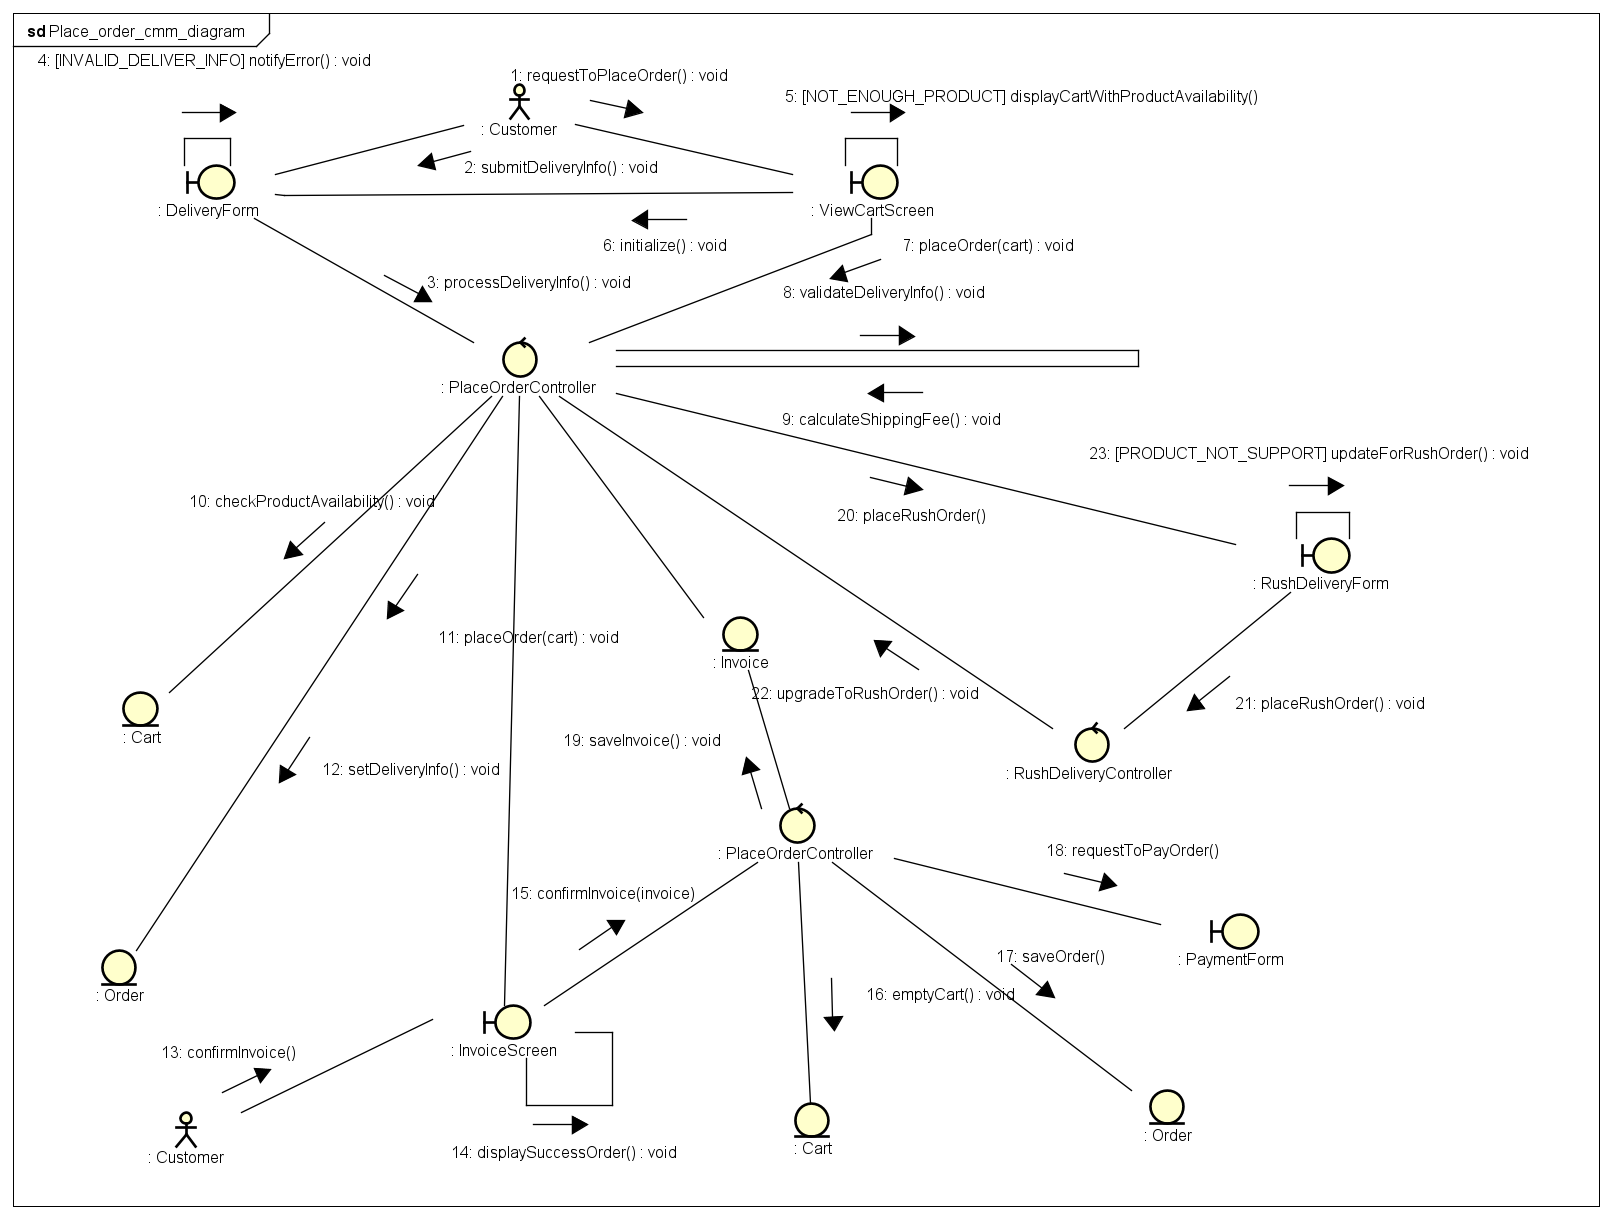 sd Place_order_cmm_diagram
4: [INVALID_DELIVER_INFO] notifyError() : void
1: requestToPlaceOrder() : void
5: [NOT_ENOUGH_PRODUCT] displayCartWithProductAvailability()
: Customer
2: submitDeliveryInfo() : void
: DeliveryForm
: ViewCartScreen
6: initialize() : void
7: placeOrder(cart) : void
3: processDeliveryInfo() : void
8: validateDeliveryInfo() : void
: PlaceOrderController
9: calculateShippingFee() : void
23: [PRODUCT_NOT_SUPPORT] updateForRushOrder() : void
10: checkProductAvailability() : void
20: placeRushOrder()
: RushDeliveryForm
11: placeOrder(cart) : void
: Invoice
22: upgradeToRushOrder() : void
21: placeRushOrder() : void
: Cart
19: saveInvoice() : void
12: setDeliveryInfo() : void
: RushDeliveryController
: PlaceOrderController
18: requestToPayOrder()
15: confirmInvoice(invoice)
17: saveOrder()
: PaymentForm
: Order
16: emptyCart() : void
13: confirmInvoice()
: InvoiceScreen
: Order
: Cart
14: displaySuccessOrder() : void
: Customer